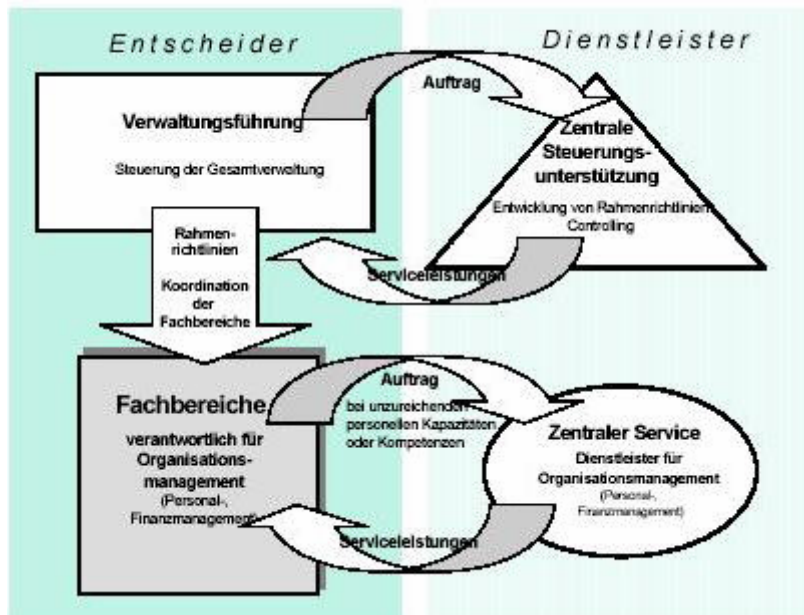 Entscheider
Dienstleister
Auftrag
Verwaltungsführung
Steuerung der Gesamtverwaltung
Zentrale
Steuerungs-
unterstützung
Entwicklung von Rahmenrichtlinien
Controlling
Rahmen-
richtlinien
Koordination
der
Fachbereiche
Serviceleistungen
Fachbereiche
verantwortlich für
Organisations-
management
(Personal-,
Finanzmanagement)
Auftrag
bei unzureichenden
personellen Kapazitäten
oder Kompetenzen
Zentraler Service
Dienstleister für
Organisationsmanagement
(Personal-,
Finanzmanagement)
Serviceleistungen